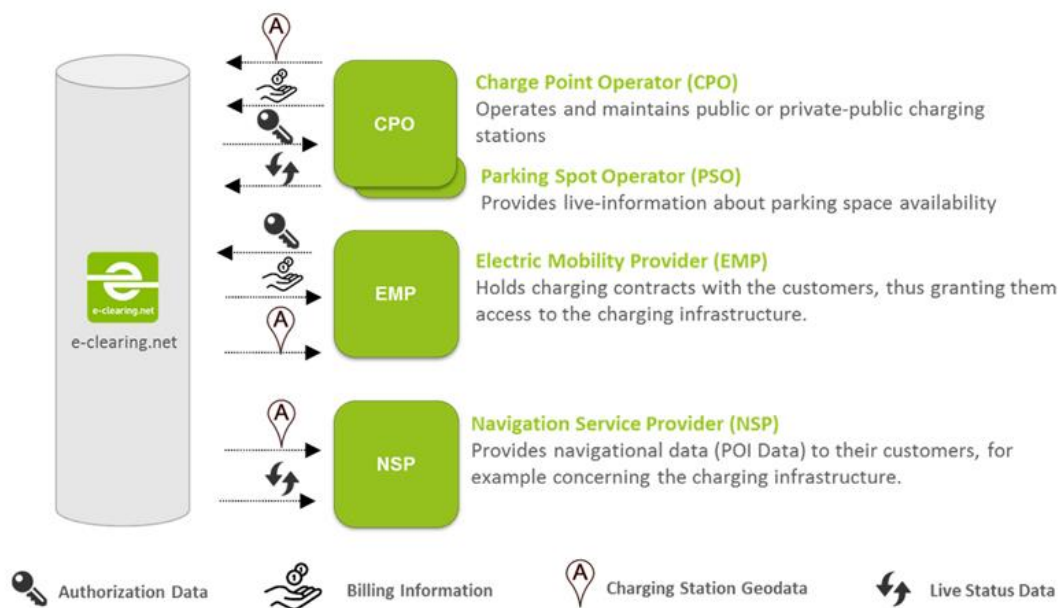 A
Charge Point Operator (CPO)
Operates and maintains public or private-public charging
stations
CPO
Parking Spot Operator (PSO)
Provides live-information about parking space availability
Electric Mobility Provider (EMP)
Holds charging contracts with the customers, thus granting them
access to the charging infrastructure.
EMP
e
e-clearing.net
e-clearing.net
A
A
Navigation Service Provider (NSP)
Provides navigational data (POI Data) to their customers, for
example concerning the charging infrastructure.
NSP
Authorization Data
Billing Information
A
Charging Station Geodata
Live Status Data